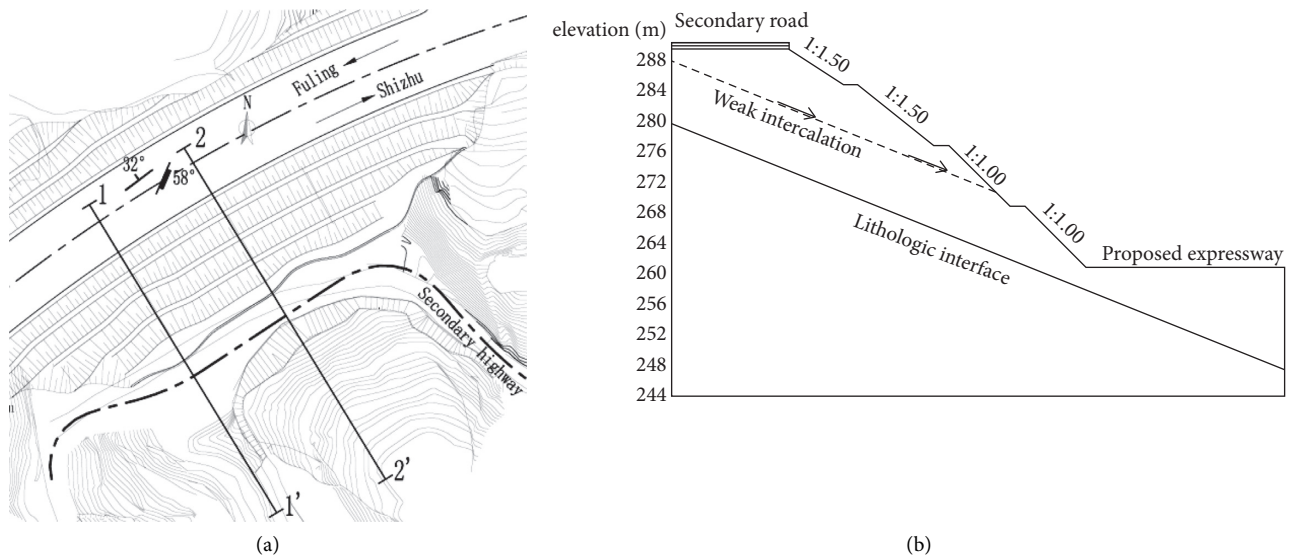 Fuling
Shizhu
N
2
32°
58°
1
Secondary highway
2'
1'
(a)
elevation (m)
Secondary road
288
284
280
276
272
268
264
260
256
252
248
244
1:1.50
1:1.50
1:1.00
1:1.00
Weak intercalation
Lithologic interface
Proposed expressway
(b)